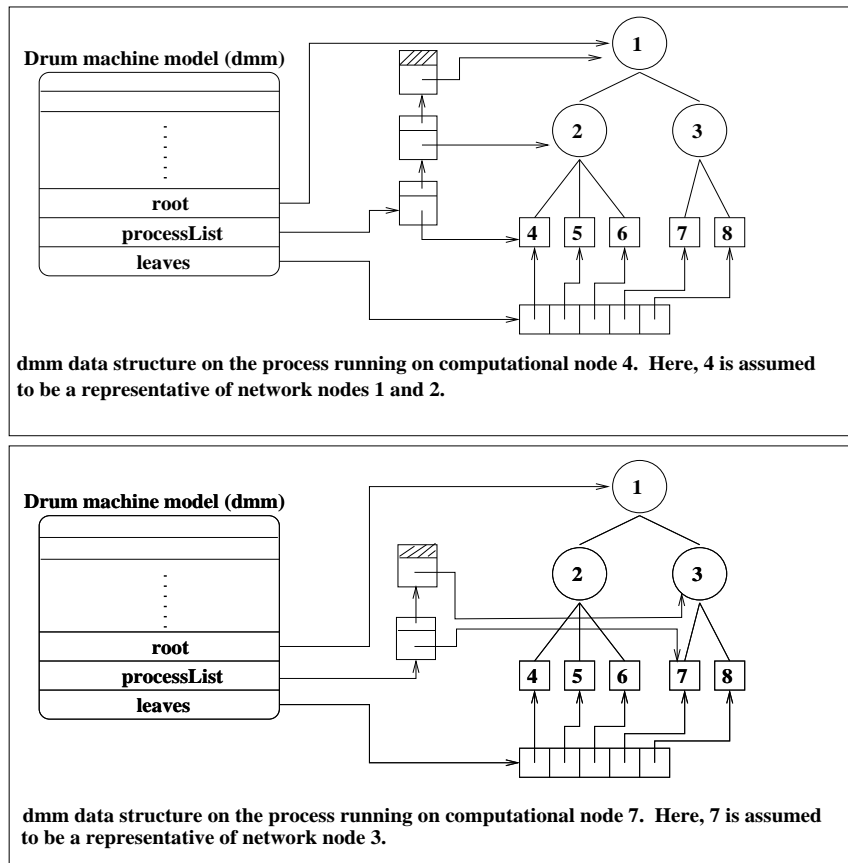 1
Drum machine model (dmm)
2
3
root
processList
leaves
4
5
6
7
8
dmm data structure on the process running on computational node 4. Here, 4 is assumed
to be a representative of network nodes 1 and 2.
1
Drum machine model (dmm)
2
3
root
processList
leaves
4
5
6
7
8
dmm data structure on the process running on computational node 7. Here, 7 is assumed
to be a representative of network node 3.